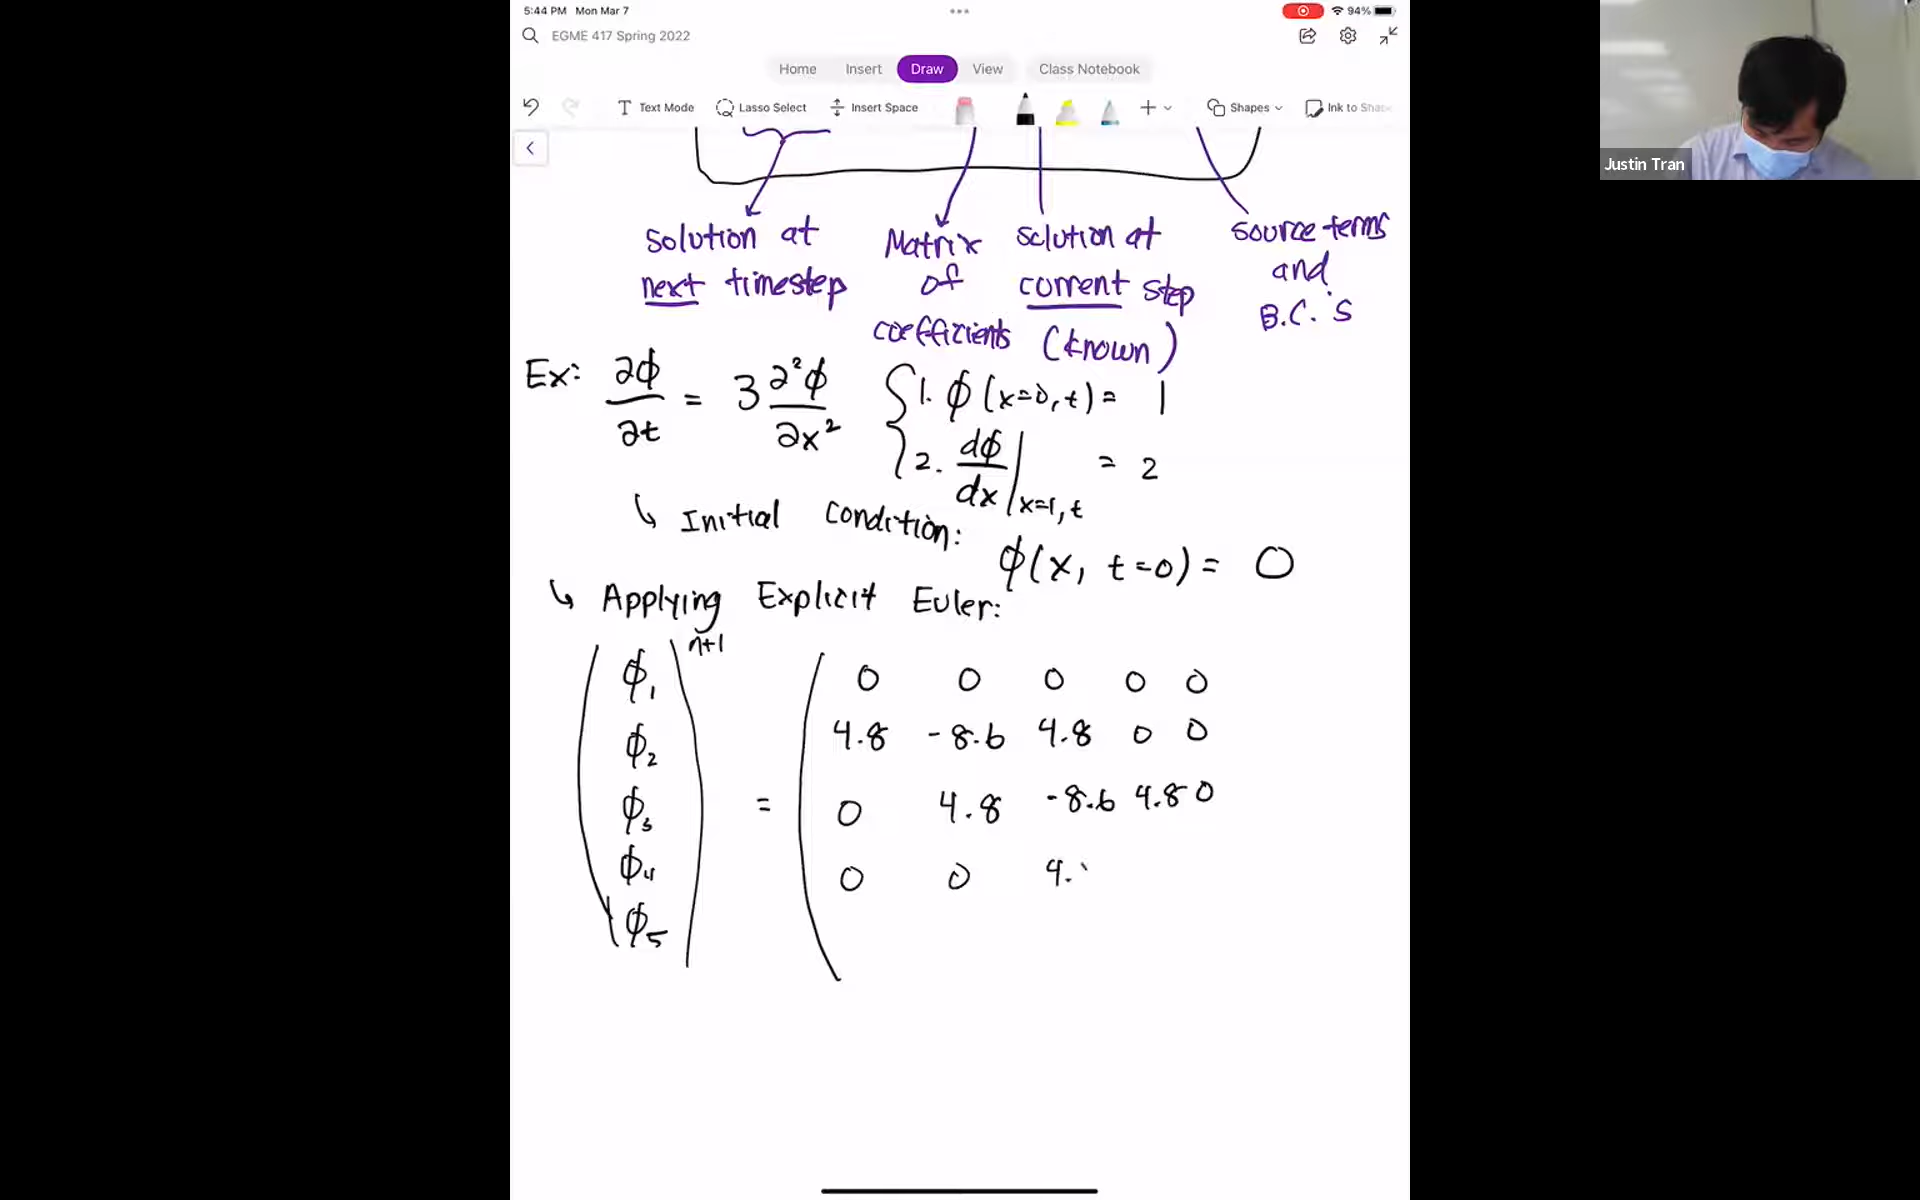 5:44 PM Mon Mar 7
94%
EGME 417 Spring 2022
Home Insert Draw View Class Notebook
Text Mode Lasso Select Insert Space Shapes Ink to
Justin Tran
Solution at next timestep
Matrix of coefficients
solution at current step (known)
Source terms and B.C.'s
Ex: ∂ϕ/∂t = 3 ∂²ϕ/∂x²
1. ϕ(x=0,t) = 1
2. dϕ/dx |x=1,t = 2
↳ Initial Condition: ϕ(x, t=0) = 0
↳ Applying Explicit Euler:
n+1
ϕ₁ 0 0 0 0 0
ϕ₂ 4.8 -8.6 4.8 0 0
ϕ₃ = 0 4.8 -8.6 4.8 0
ϕ₄ 0 0 4.
ϕ₅